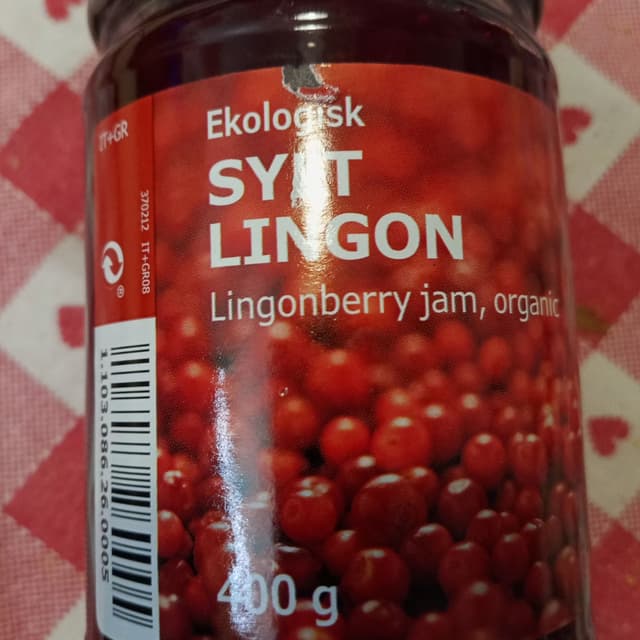 Ekologisk
SYLT
LINGON
Lingonberry jam, organic
400 g
IT+GR
370212 IT+GR08
®
1.103.086.26.0005